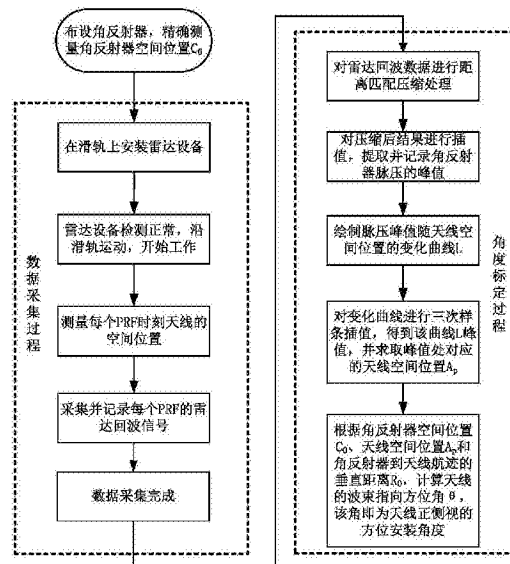 布设角反射器，精确测
量角反射器空间位置C₀
数据采集过程
在滑轨上安装雷达设备
雷达设备检测正常，沿
滑轨运动，开始工作
测量每个PRF时刻天线的
空间位置
采集并记录每个PRF的雷
达回波信号
数据采集完成
对雷达回波数据进行距
离匹配压缩处理
对压缩后结果进行插
值，提取并记录角反射
器脉压的峰值
绘制脉压峰值随天线空
间位置的变化曲线L
对变化曲线进行三次样
条插值，得到该曲线L峰
值，并求取峰值处对应
的天线空间位置Aₚ
根据角反射器空间位置
C₀、天线空间位置Aₚ和
角反射器到天线航迹的
垂直距离R₀，计算天线
的波束指向方位角θ，
该角即为天线正侧视的
方位安装角度
角度标定过程